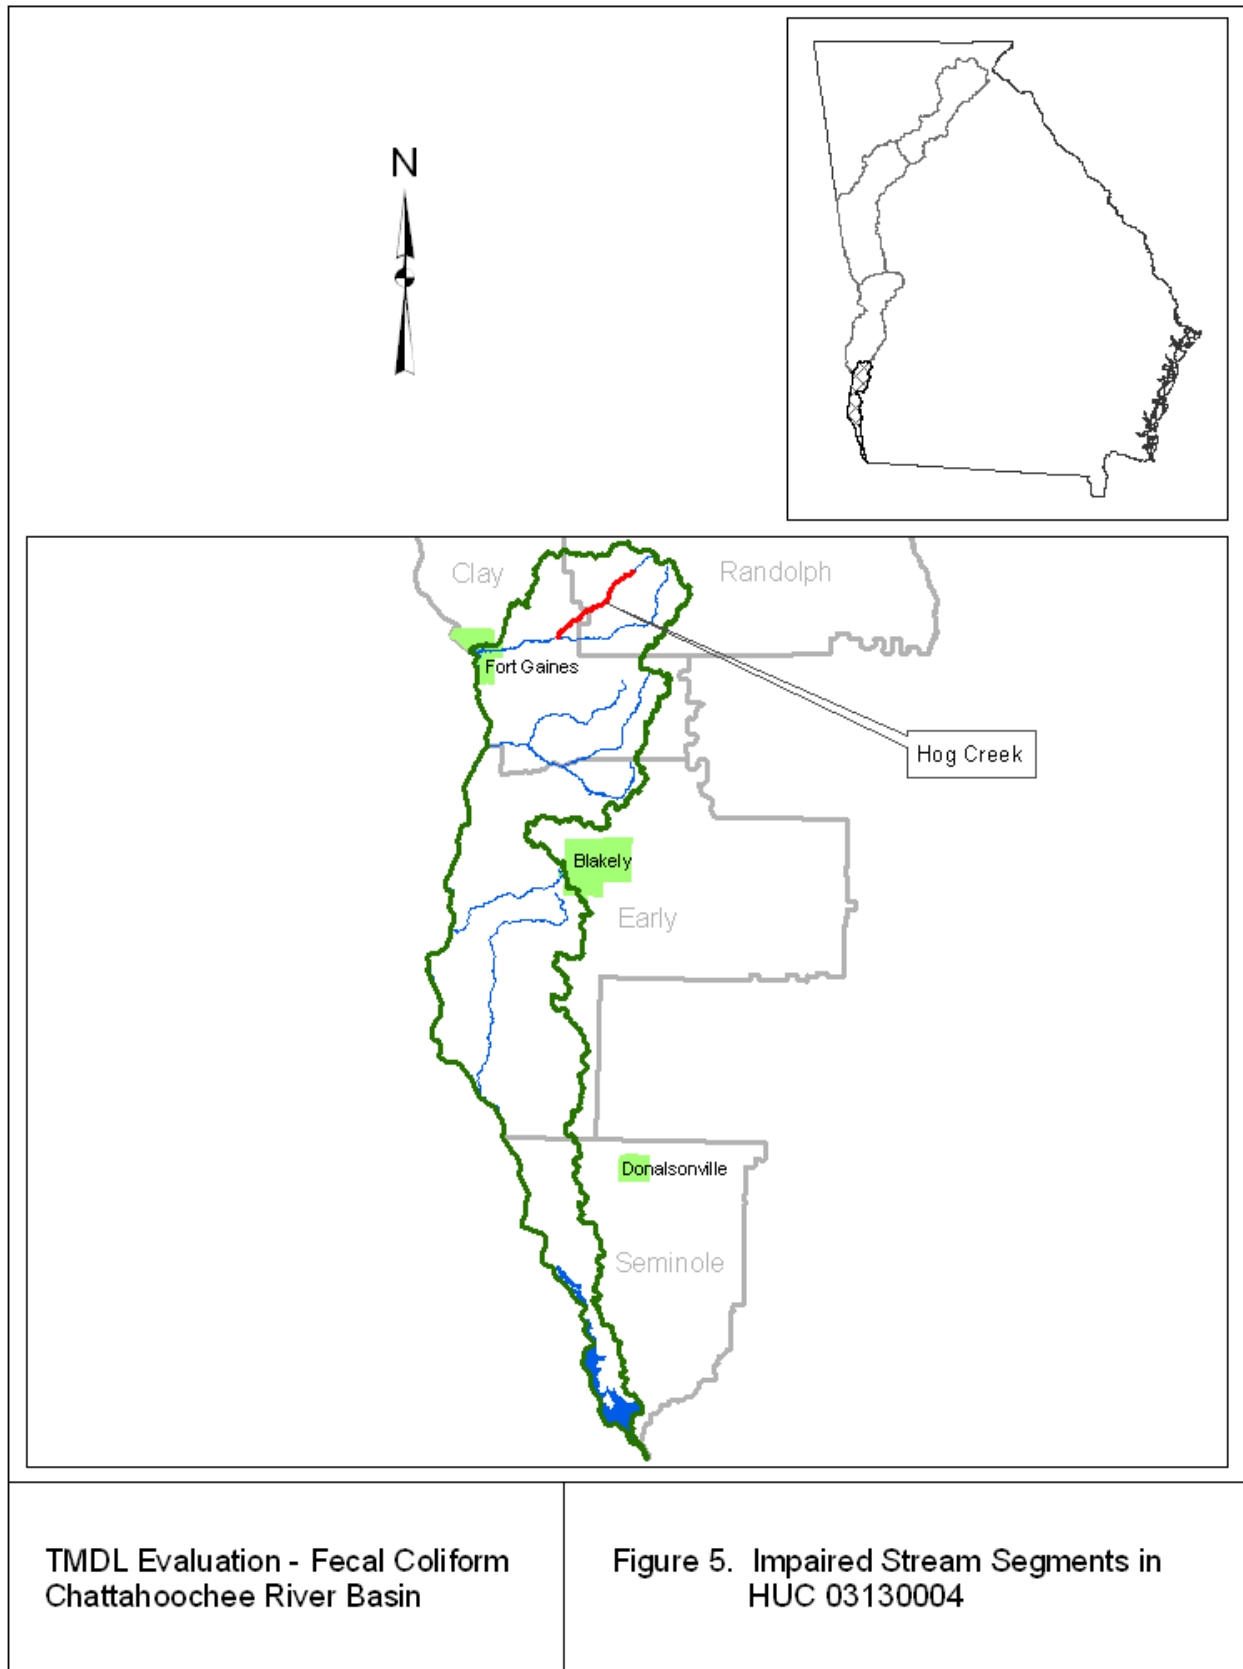 N
Clay
Randolph
Fort Gaines
Hog Creek
Blakely
Early
Donalsonville
Seminole
TMDL Evaluation - Fecal Coliform
Chattahoochee River Basin
Figure 5. Impaired Stream Segments in
HUC 03130004